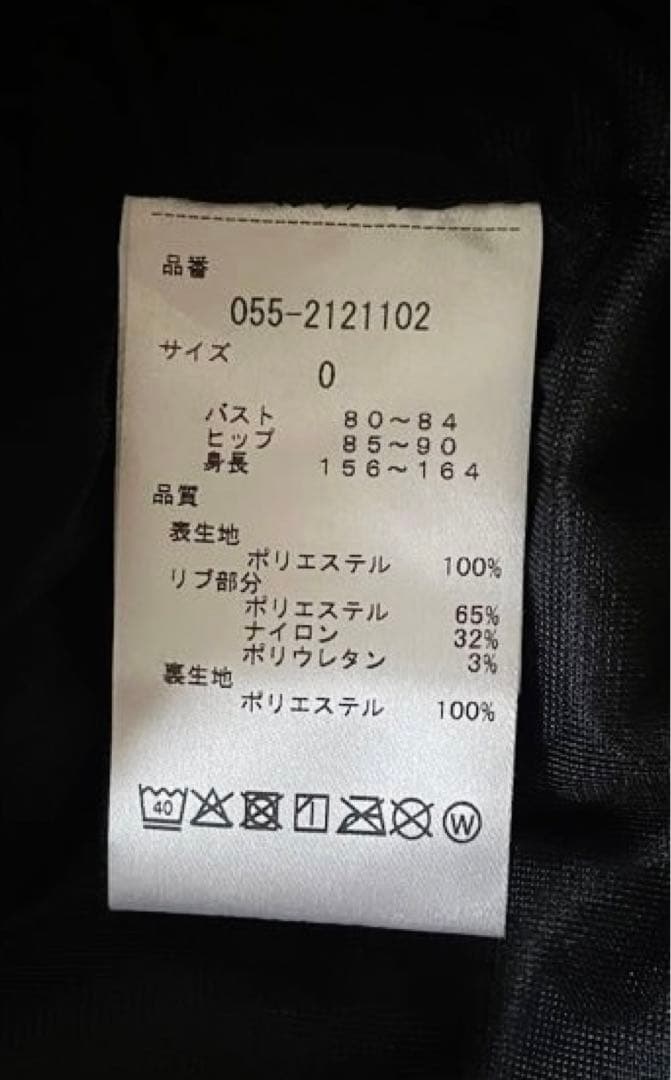 品番
055-2121102
サイズ
0
バスト 80～84
ヒップ 85～90
身長 156～164
品質
表生地
ポリエステル 100%
リブ部分
ポリエステル 65%
ナイロン 32%
ポリウレタン 3%
裏生地
ポリエステル 100%
40 W